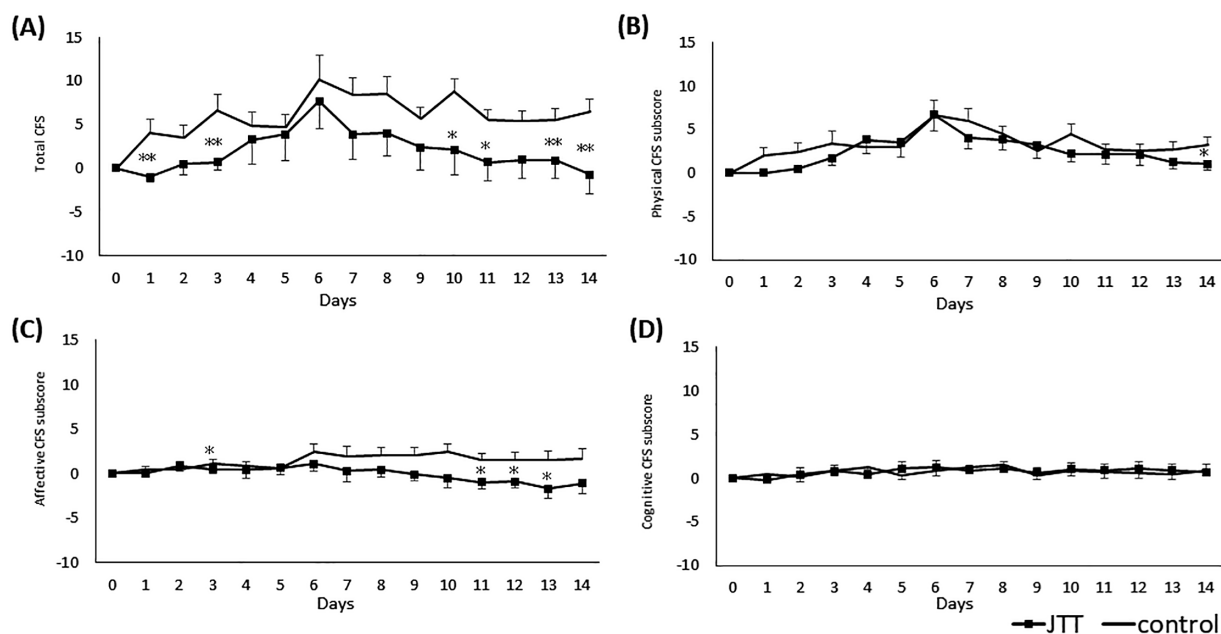 (A)
15
10
5
0
-5
-10
Total CFS
** ** * * ** **
0 1 2 3 4 5 6 7 8 9 10 11 12 13 14
Days
(B)
15
10
5
0
-5
-10
Physical CFS subscore
*
0 1 2 3 4 5 6 7 8 9 10 11 12 13 14
Days
(C)
15
10
5
0
-5
-10
Affective CFS subscore
* * * *
0 1 2 3 4 5 6 7 8 9 10 11 12 13 14
Days
(D)
15
10
5
0
-5
-10
Cognitive CFS subscore
0 1 2 3 4 5 6 7 8 9 10 11 12 13 14
Days
JTT control